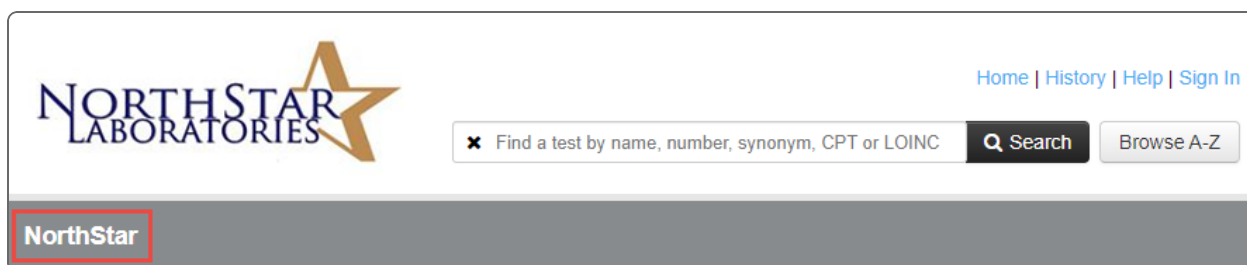 NORTHSTAR
LABORATORIES
Home | History | Help | Sign In
Find a test by name, number, synonym, CPT or LOINC
Search
Browse A-Z
NorthStar